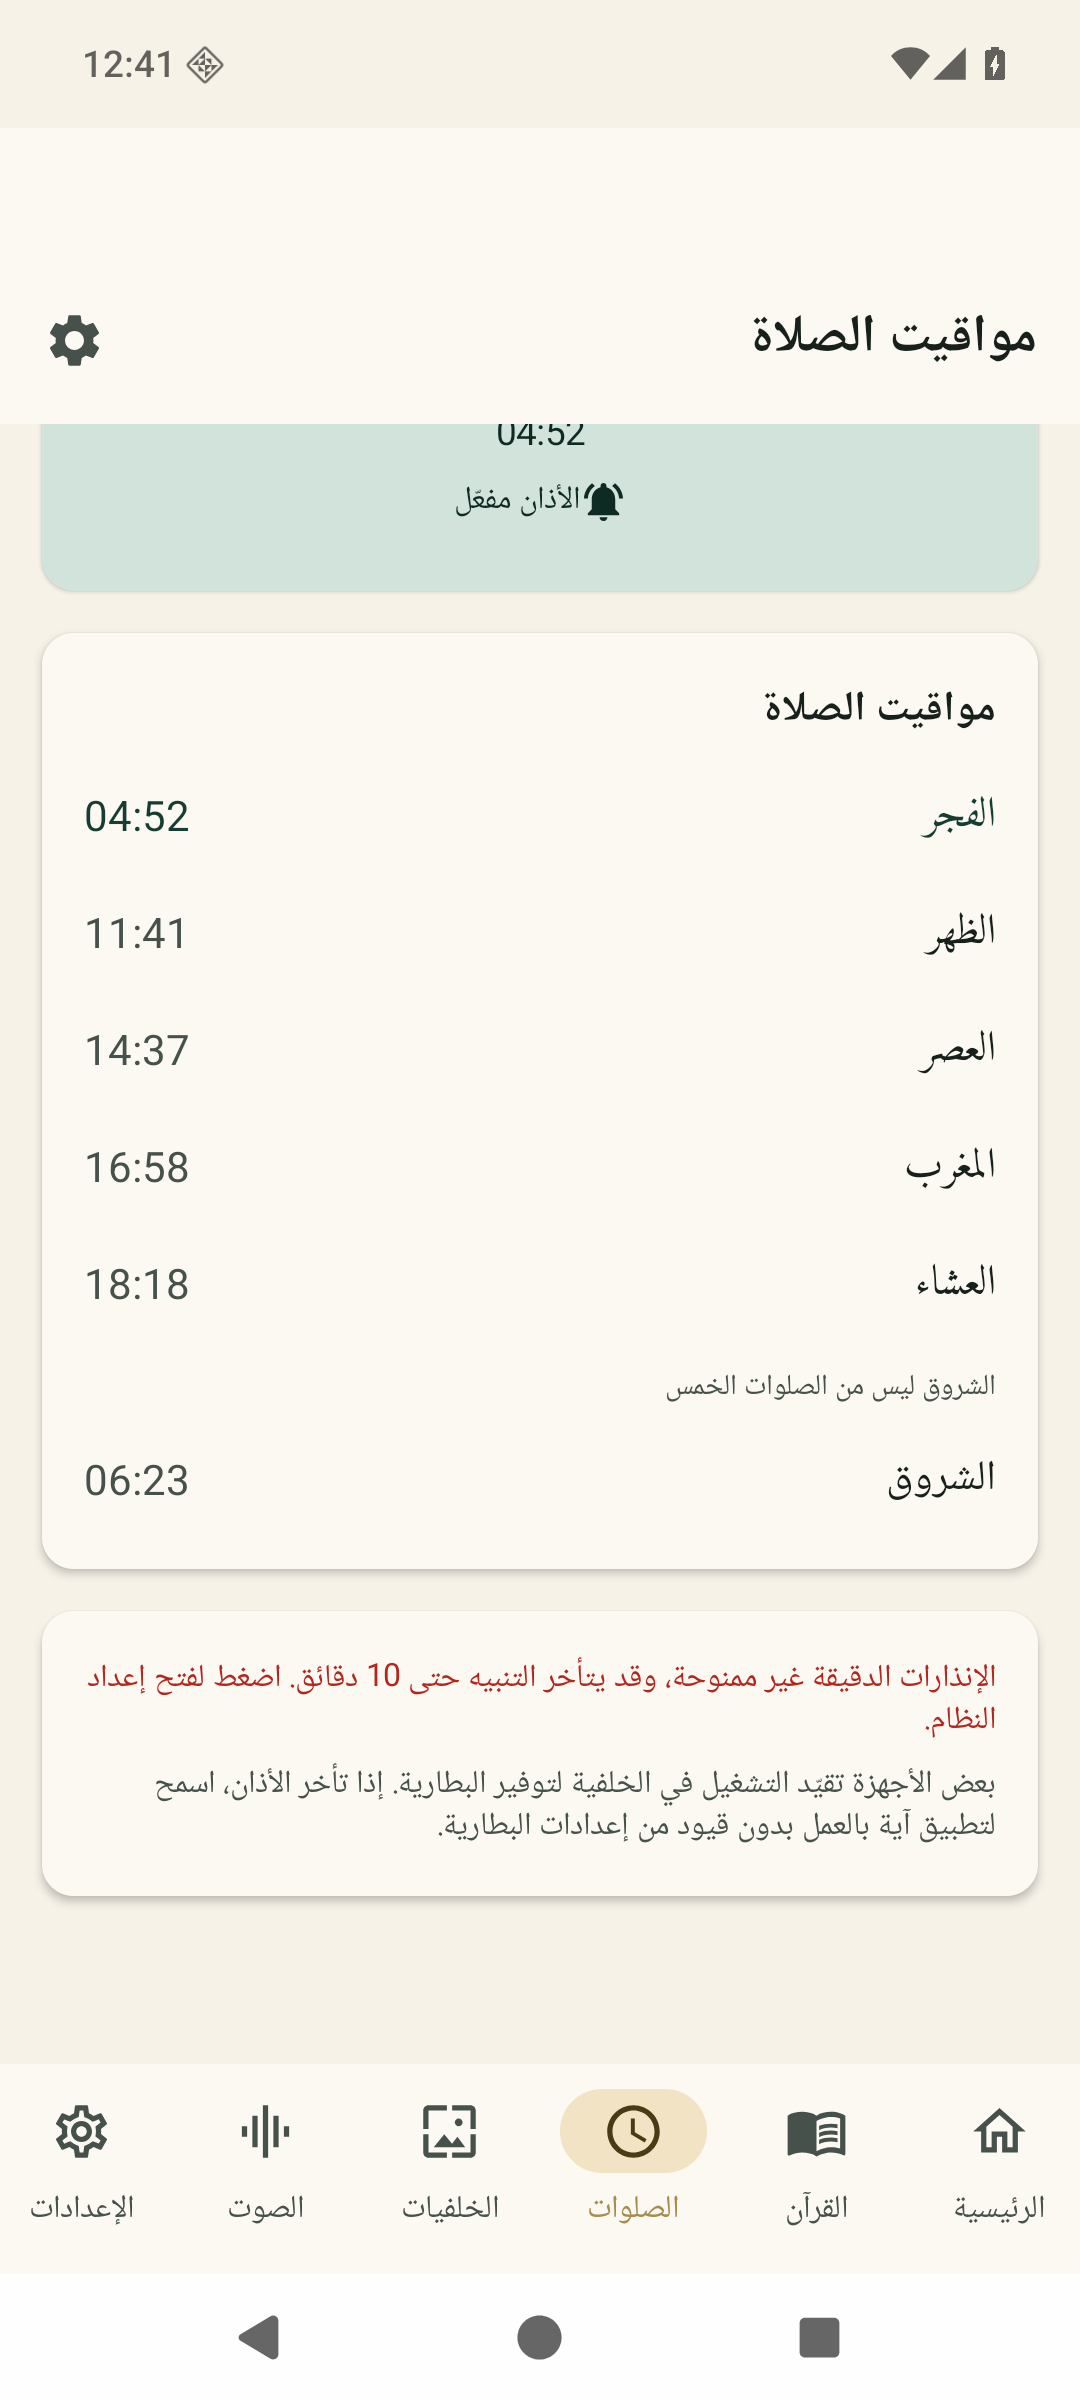 12:41
مواقيت الصلاة
04:52
الأذان مفعّل
مواقيت الصلاة
الفجر 04:52
الظهر 11:41
العصر 14:37
المغرب 16:58
العشاء 18:18
الشروق ليس من الصلوات الخمس
الشروق 06:23
الإنذارات الدقيقة غير ممنوحة، وقد يتأخر التنبيه حتى 10 دقائق. اضغط لفتح إعداد
النظام.
بعض الأجهزة تقيّد التشغيل في الخلفية لتوفير البطارية. إذا تأخر الأذان، اسمح
لتطبيق آية بالعمل بدون قيود من إعدادات البطارية.
الرئيسية القرآن الصلوات الخلفيات الصوت الإعدادات